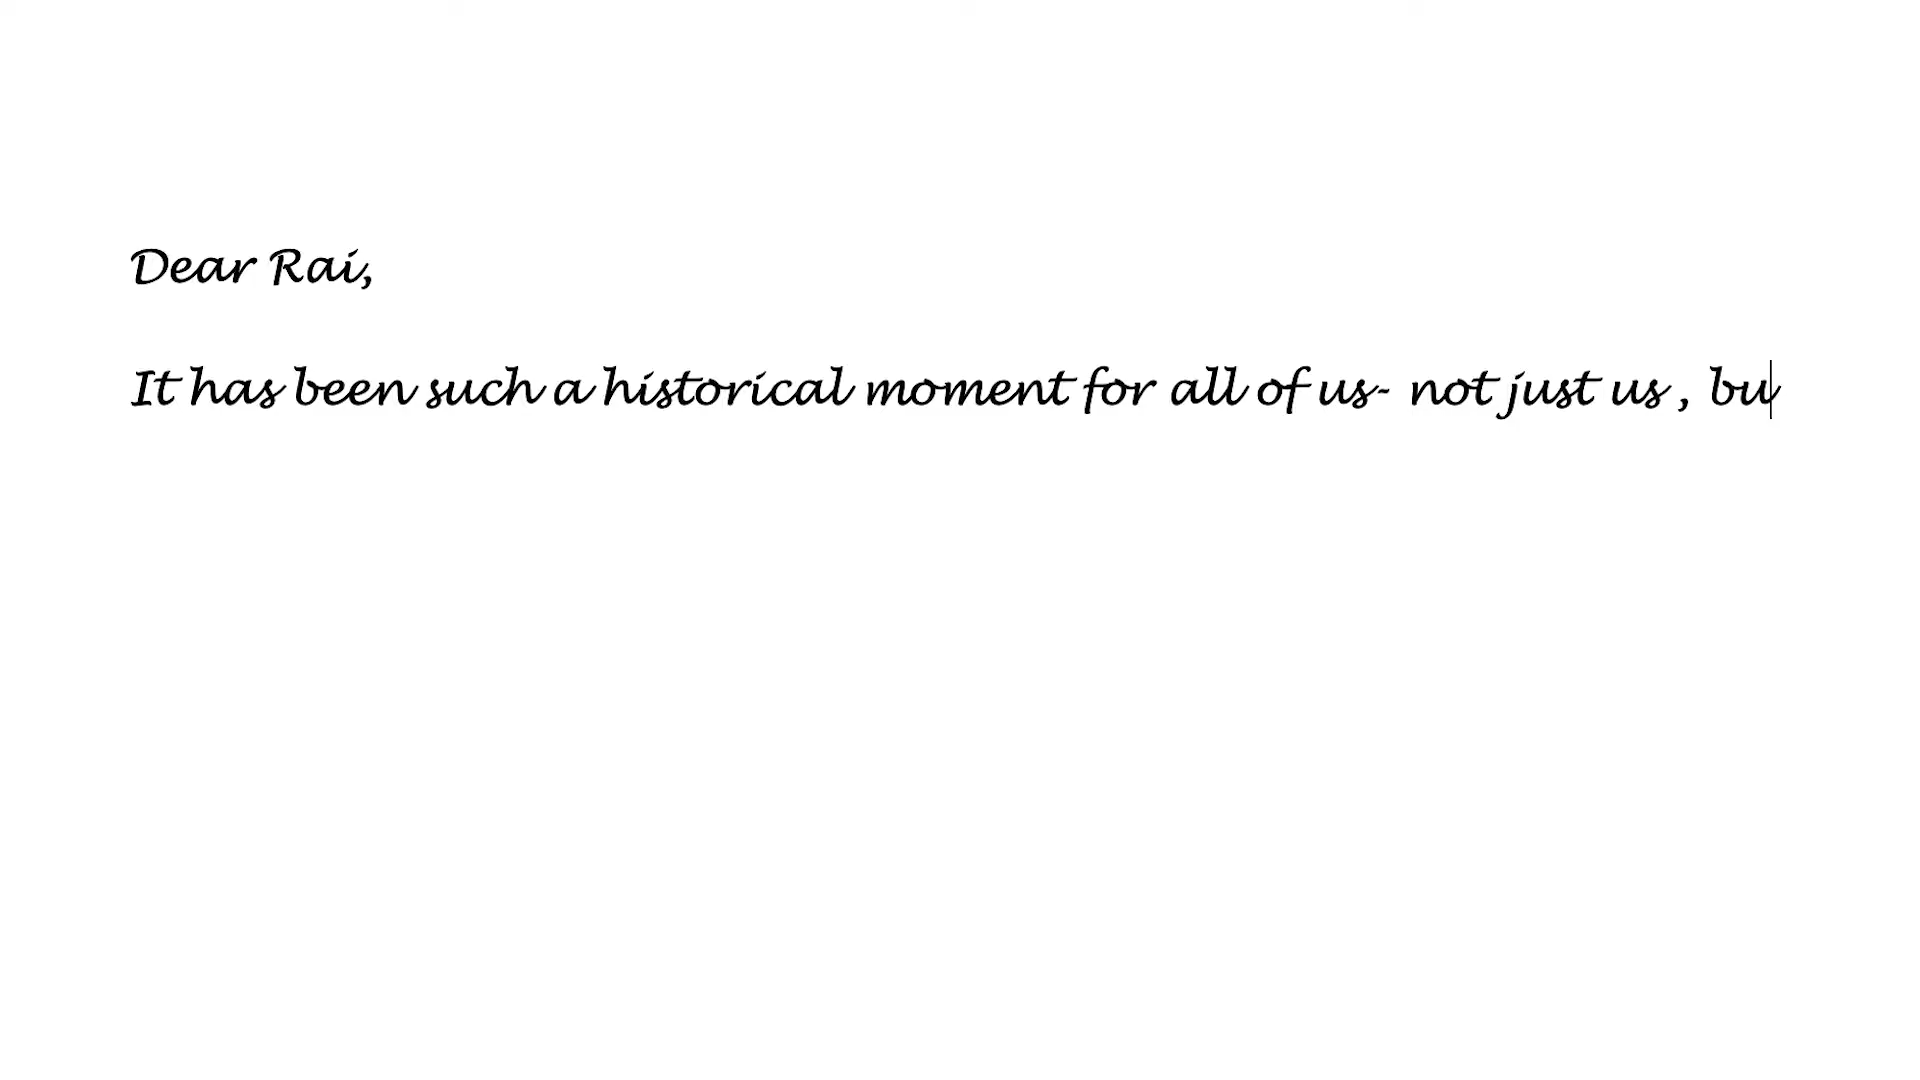 Dear Rai,
It has been such a historical moment for all of us- not just us , bu